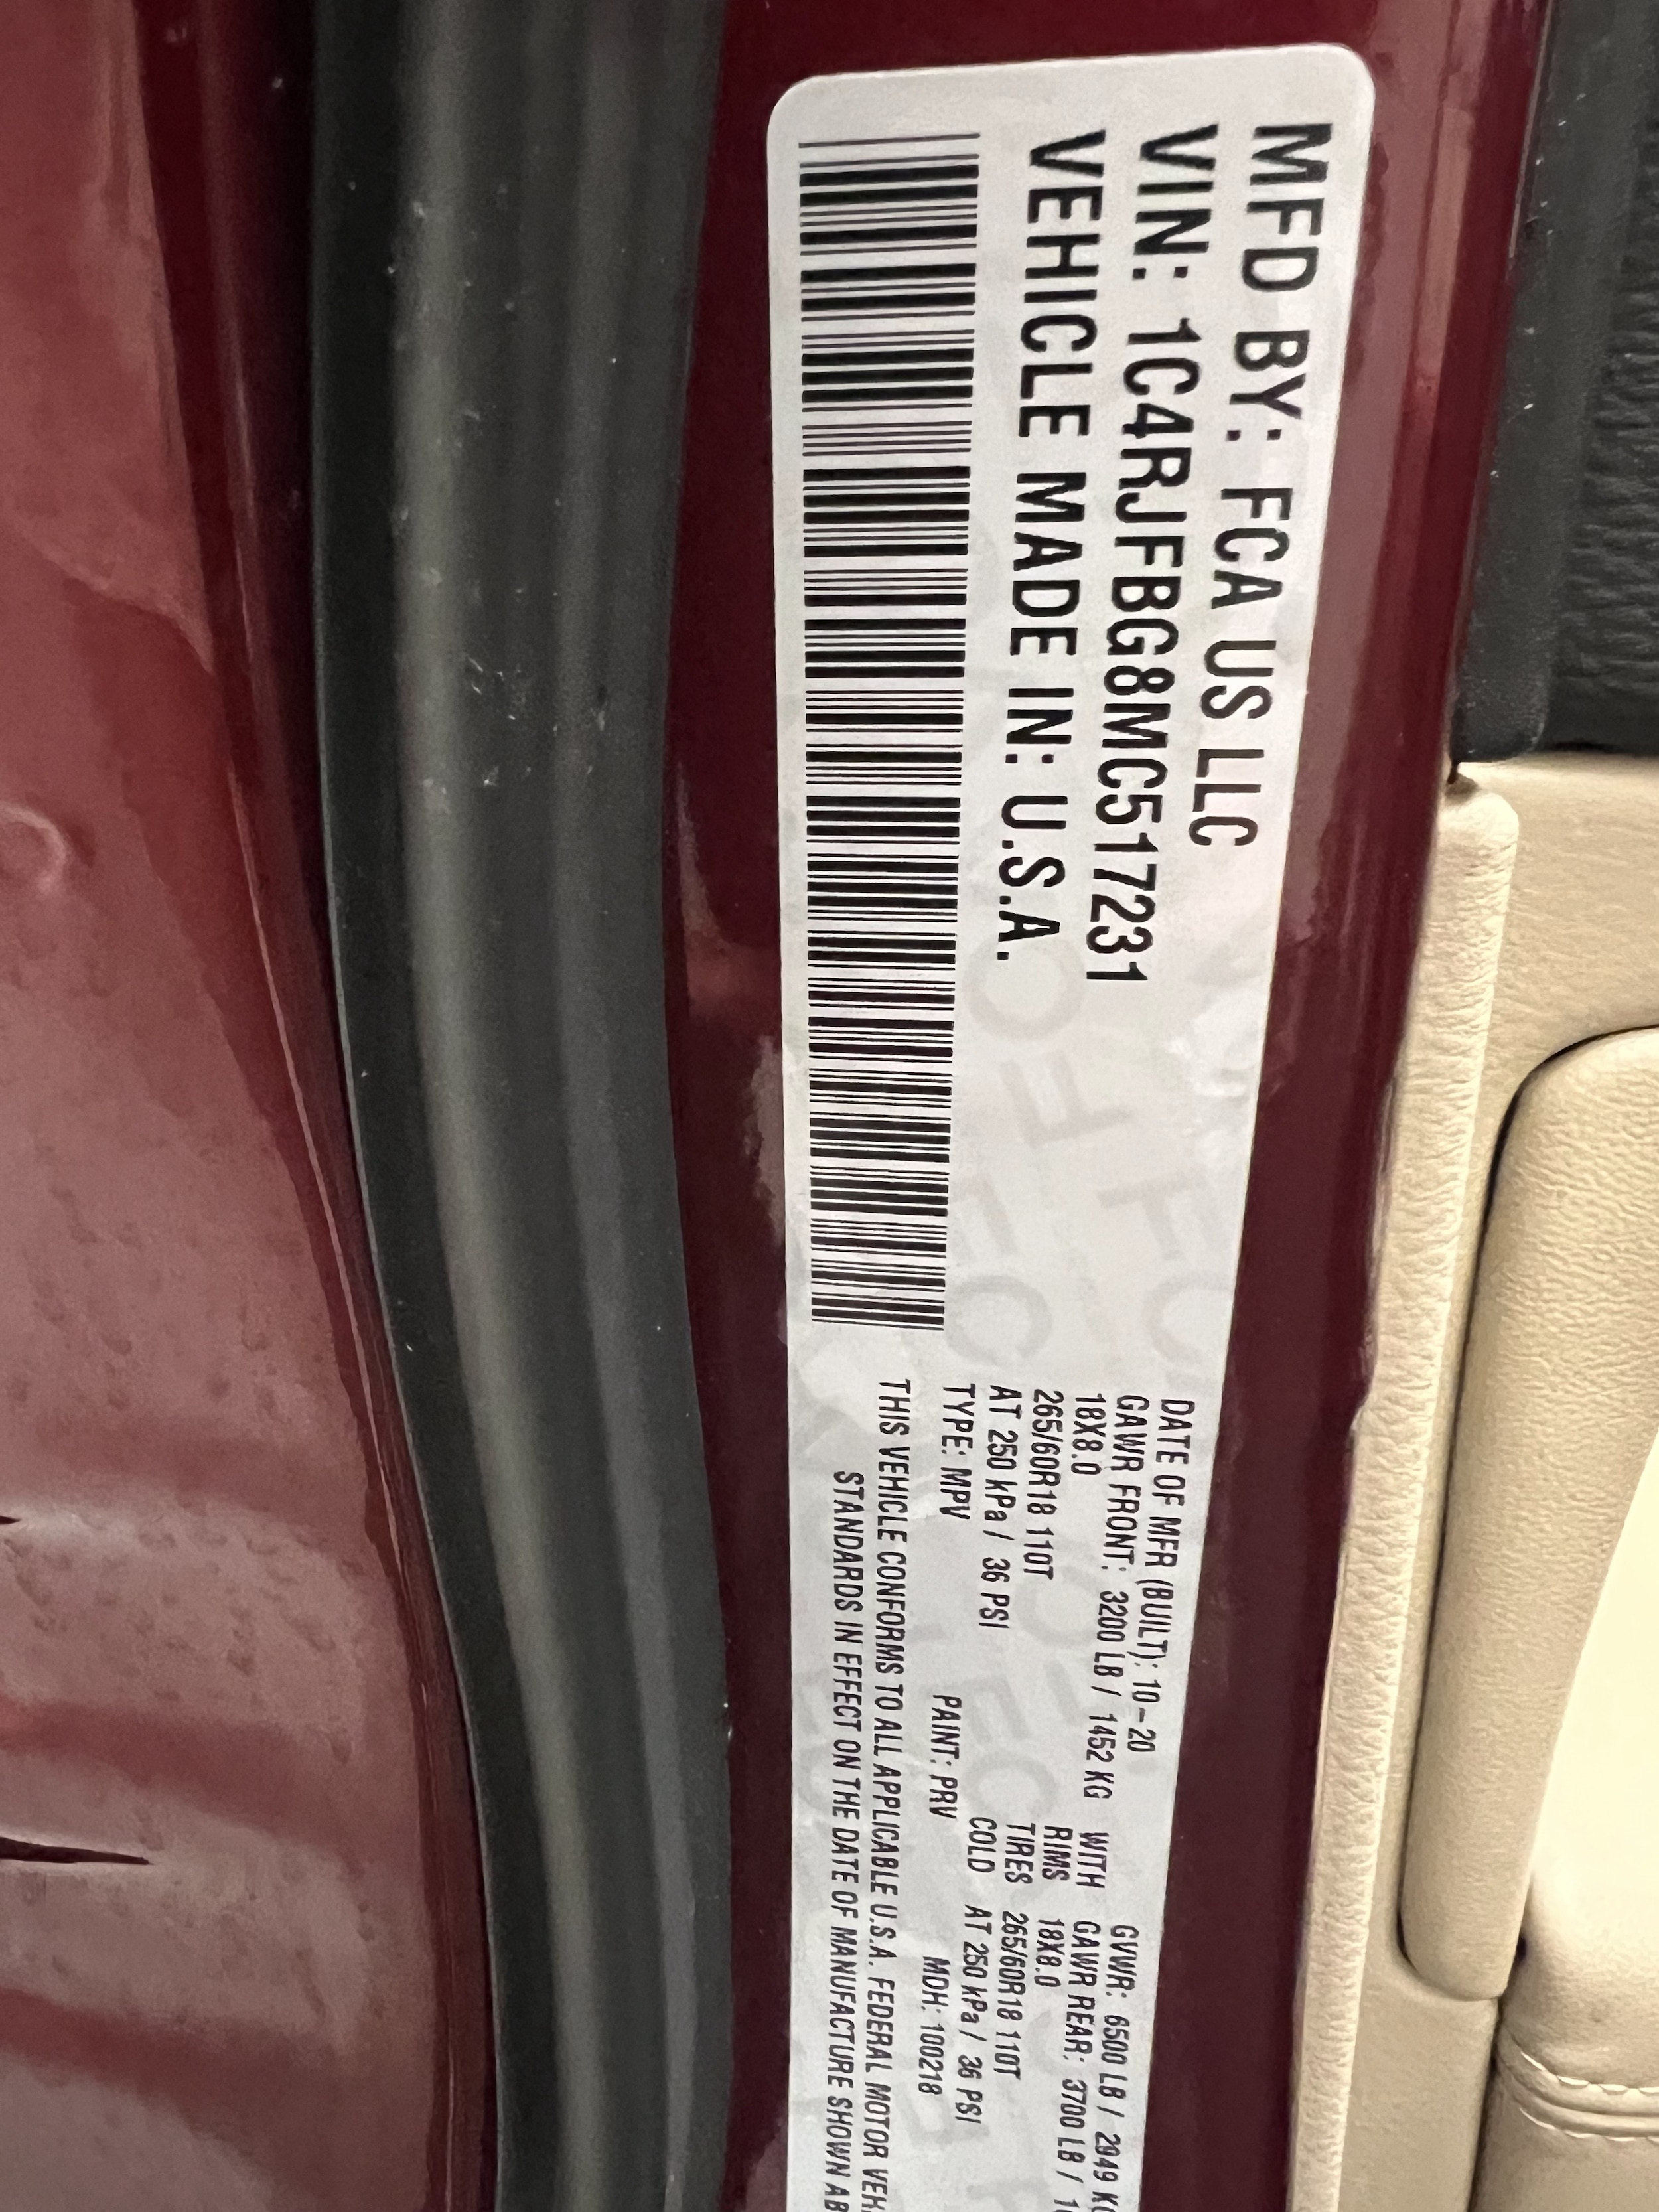 MFD BY: FCA US LLC
VIN: 1C4RJFBG8MC517231
VEHICLE MADE IN: U.S.A.
DATE OF MFR (BUILT): 10-20 GVWR: 6500 LB / 2949 KG
GAWR FRONT: 3200 LB / 1452 KG WITH GAWR REAR: 3700 LB /
18X8.0 RIMS 18X8.0
265/60R18 110T TIRES 265/60R18 110T
AT 250 kPa / 36 PSI COLD AT 250 kPa / 36 PSI
TYPE: MPV PAINT: PRV MDH: 100218
THIS VEHICLE CONFORMS TO ALL APPLICABLE U.S.A. FEDERAL MOTOR VEH
STANDARDS IN EFFECT ON THE DATE OF MANUFACTURE SHOWN AB